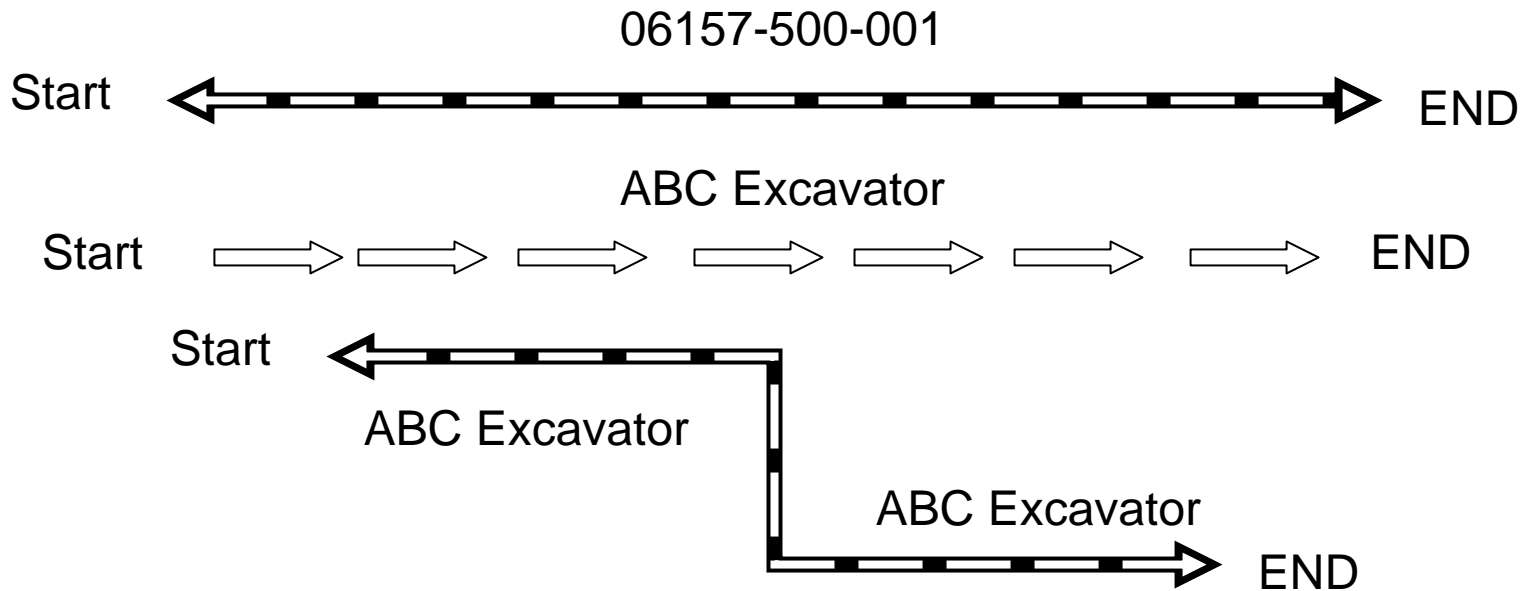 06157-500-001
Start
END
ABC Excavator
Start
END
Start
ABC Excavator
ABC Excavator
END